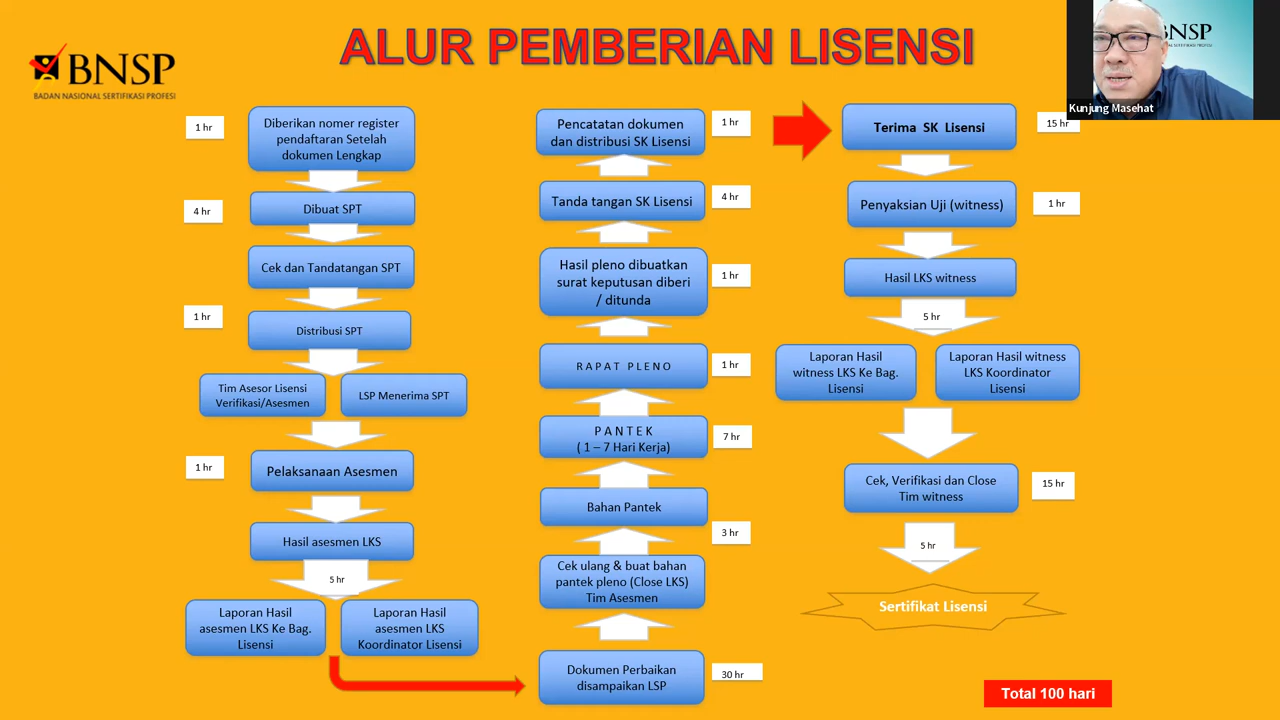 ALUR PEMBERIAN LISENSI
BNSP
BADAN NASIONAL SERTIFIKASI PROFESI
BNSP
Kunjung Masehat
1 hr
Diberikan nomer register
pendaftaran Setelah
dokumen Lengkap
4 hr
Dibuat SPT
Cek dan Tandatangan SPT
1 hr
Distribusi SPT
Tim Asesor Lisensi
Verifikasi/Asesmen
LSP Menerima SPT
1 hr
Pelaksanaan Asesmen
Hasil asesmen LKS
5 hr
Laporan Hasil
asesmen LKS Ke Bag.
Lisensi
Laporan Hasil
asesmen LKS
Koordinator Lisensi
Pencatatan dokumen
dan distribusi SK Lisensi
1 hr
Tanda tangan SK Lisensi
4 hr
Hasil pleno dibuatkan
surat keputusan diberi
/ ditunda
1 hr
RAPAT PLENO
1 hr
PANTEK
( 1 – 7 Hari Kerja)
7 hr
Bahan Pantek
3 hr
Cek ulang & buat bahan
pantek pleno (Close LKS)
Tim Asesmen
Dokumen Perbaikan
disampaikan LSP
30 hr
Terima SK Lisensi
15 hr
Penyaksian Uji (witness)
1 hr
Hasil LKS witness
5 hr
Laporan Hasil
witness LKS Ke Bag.
Lisensi
Laporan Hasil witness
LKS Koordinator
Lisensi
Cek, Verifikasi dan Close
Tim witness
15 hr
5 hr
Sertifikat Lisensi
Total 100 hari